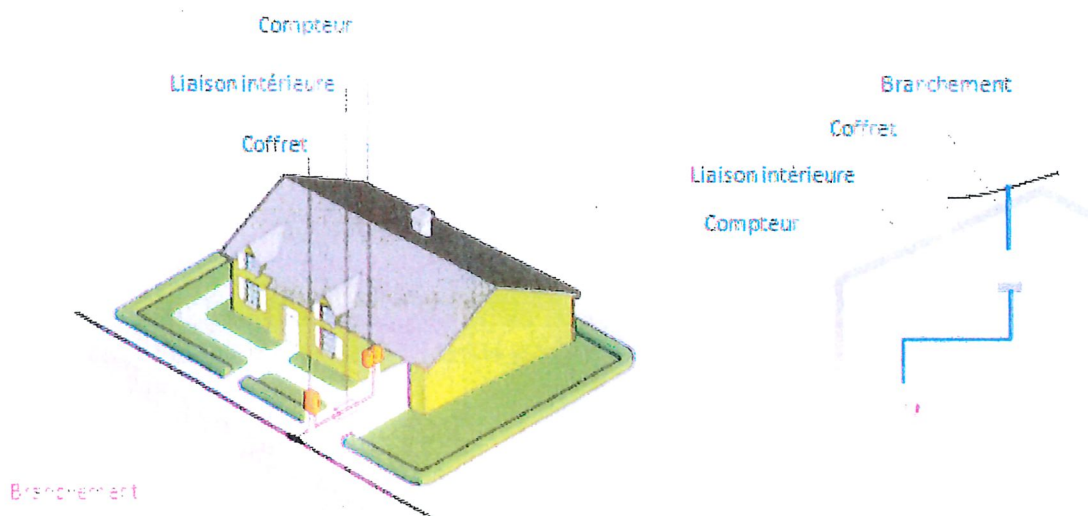 Compteur
Liaison intérieure
Coffret
Branchement
Branchement
Coffret
Liaison intérieure
Compteur